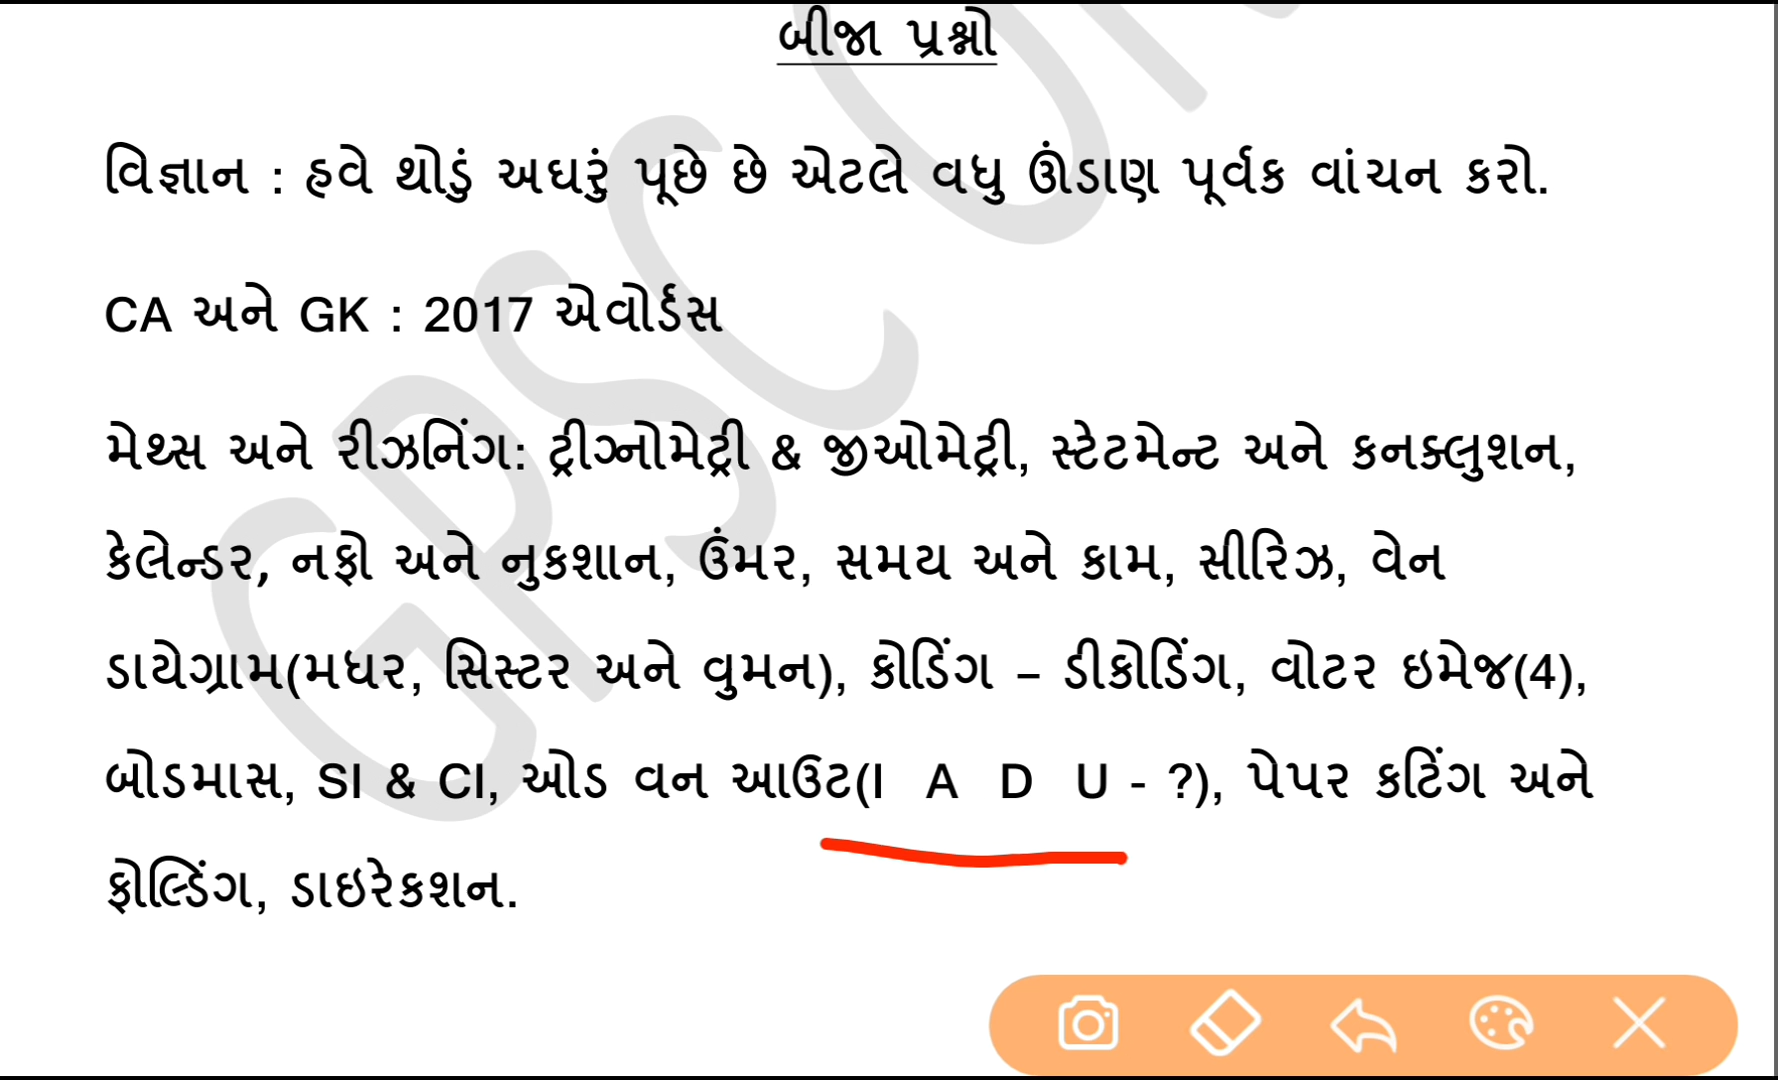 બીજા પ્રશ્નો
વિજ્ઞાન : હવે થોડું અઘરું પૂછે છે એટલે વધુ ઊંડાણ પૂર્વક વાંચન કરો.
CA અને GK : 2017 એવોર્ડસ
મેથ્સ અને રીઝનિંગ: ટ્રીગ્નોમેટ્રી & જીઓમેટ્રી, સ્ટેટમેન્ટ અને કનક્લુશન,
કેલેન્ડર, નફો અને નુકશાન, ઉંમર, સમય અને કામ, સીરિઝ, વેન
ડાયેગ્રામ(મધર, સિસ્ટર અને વુમન), કોડિંગ – ડીકોડિંગ, વોટર ઇમેજ(4),
બોડમાસ, SI & CI, ઓડ વન આઉટ(I A D U - ?), પેપર કટિંગ અને
ફોલ્ડિંગ, ડાઇરેકશન.